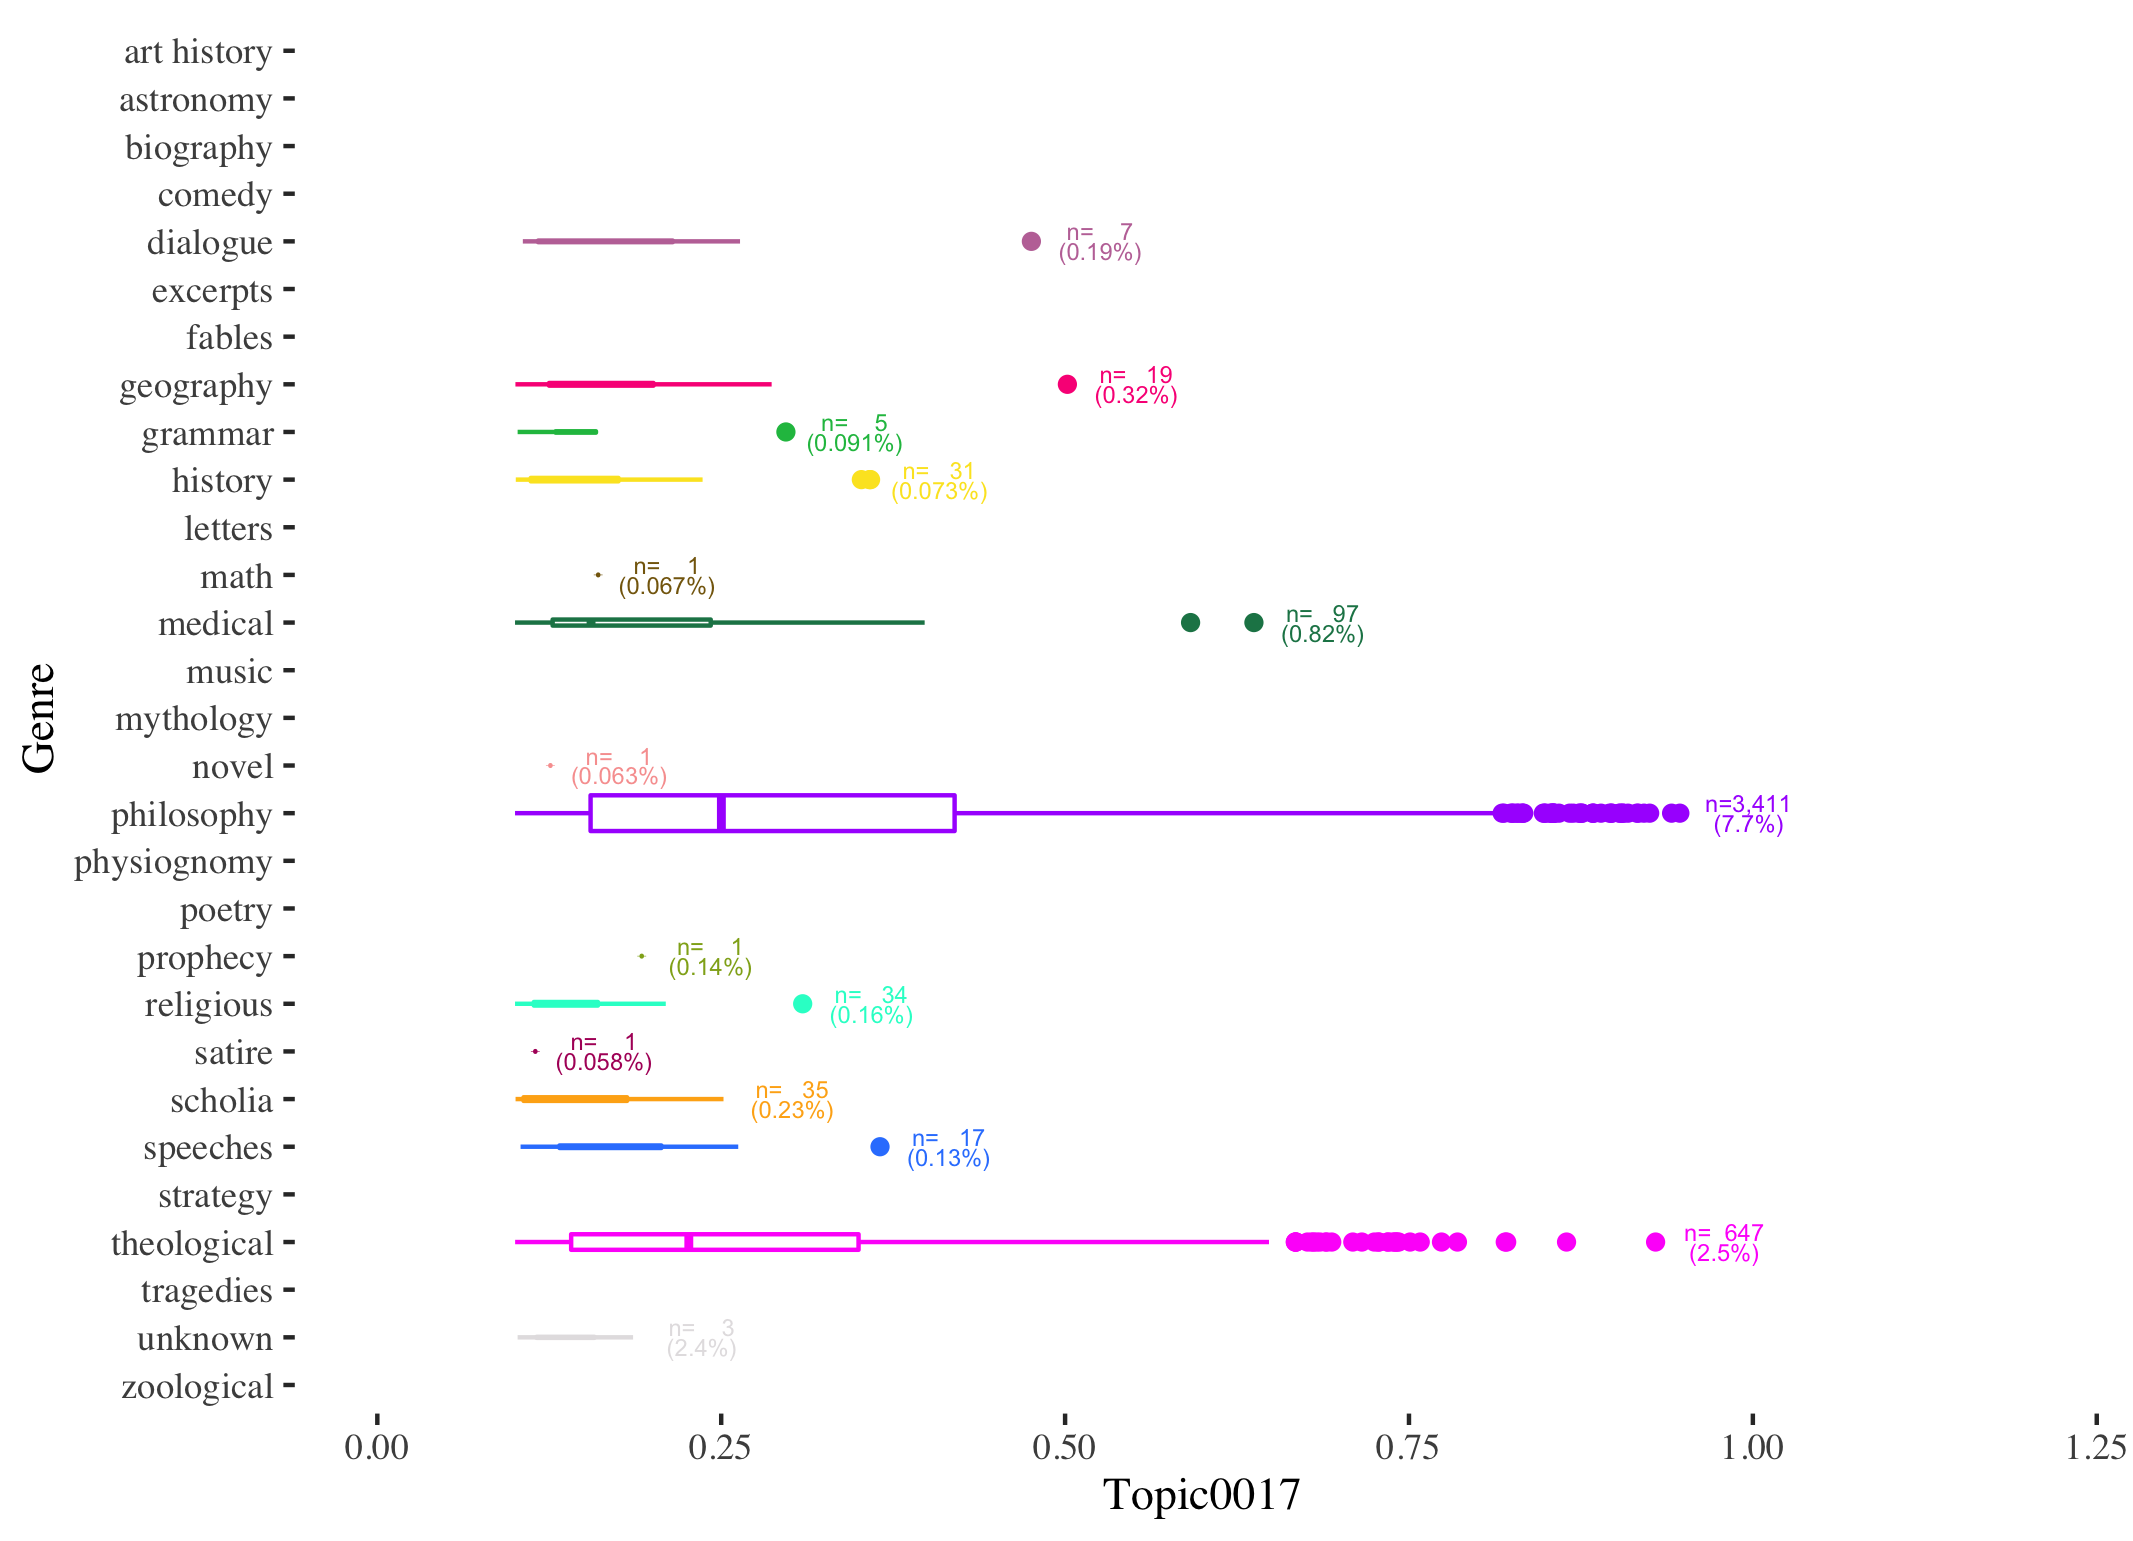 art history
astronomy
biography
comedy
dialogue
n= 7
(0.19%)
excerpts
fables
geography
n= 19
(0.32%)
grammar
n= 5
(0.091%)
history
n= 31
(0.073%)
letters
math
n= 1
(0.067%)
medical
n= 97
(0.82%)
music
mythology
novel
n= 1
(0.063%)
philosophy
n=3,411
(7.7%)
physiognomy
poetry
prophecy
n= 1
(0.14%)
religious
n= 34
(0.16%)
satire
n= 1
(0.058%)
scholia
n= 35
(0.23%)
speeches
n= 17
(0.13%)
strategy
theological
n= 647
(2.5%)
tragedies
unknown
n= 3
(2.4%)
zoological
Genre
0.00 0.25 0.50 0.75 1.00 1.25
Topic0017